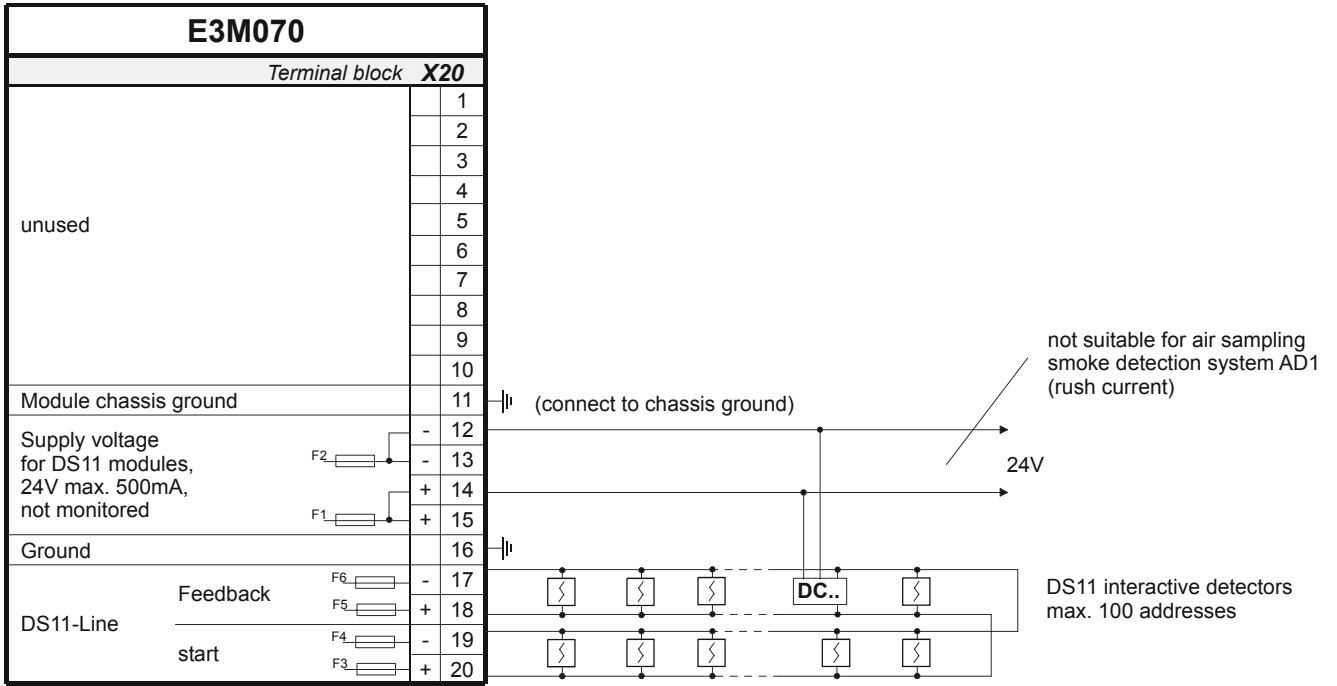 E3M070
Terminal block X20
1
2
3
4
5
unused
6
7
8
9
10
Module chassis ground 11 (connect to chassis ground)
Supply voltage
for DS11 modules,
24V max. 500mA,
not monitored
- 12
F2 - 13
+ 14
F1 + 15
not suitable for air sampling
smoke detection system AD1
(rush current)
24V
Ground 16
DS11-Line
Feedback
F6 - 17
F5 + 18
start
F4 - 19
F3 + 20
DC..
DS11 interactive detectors
max. 100 addresses